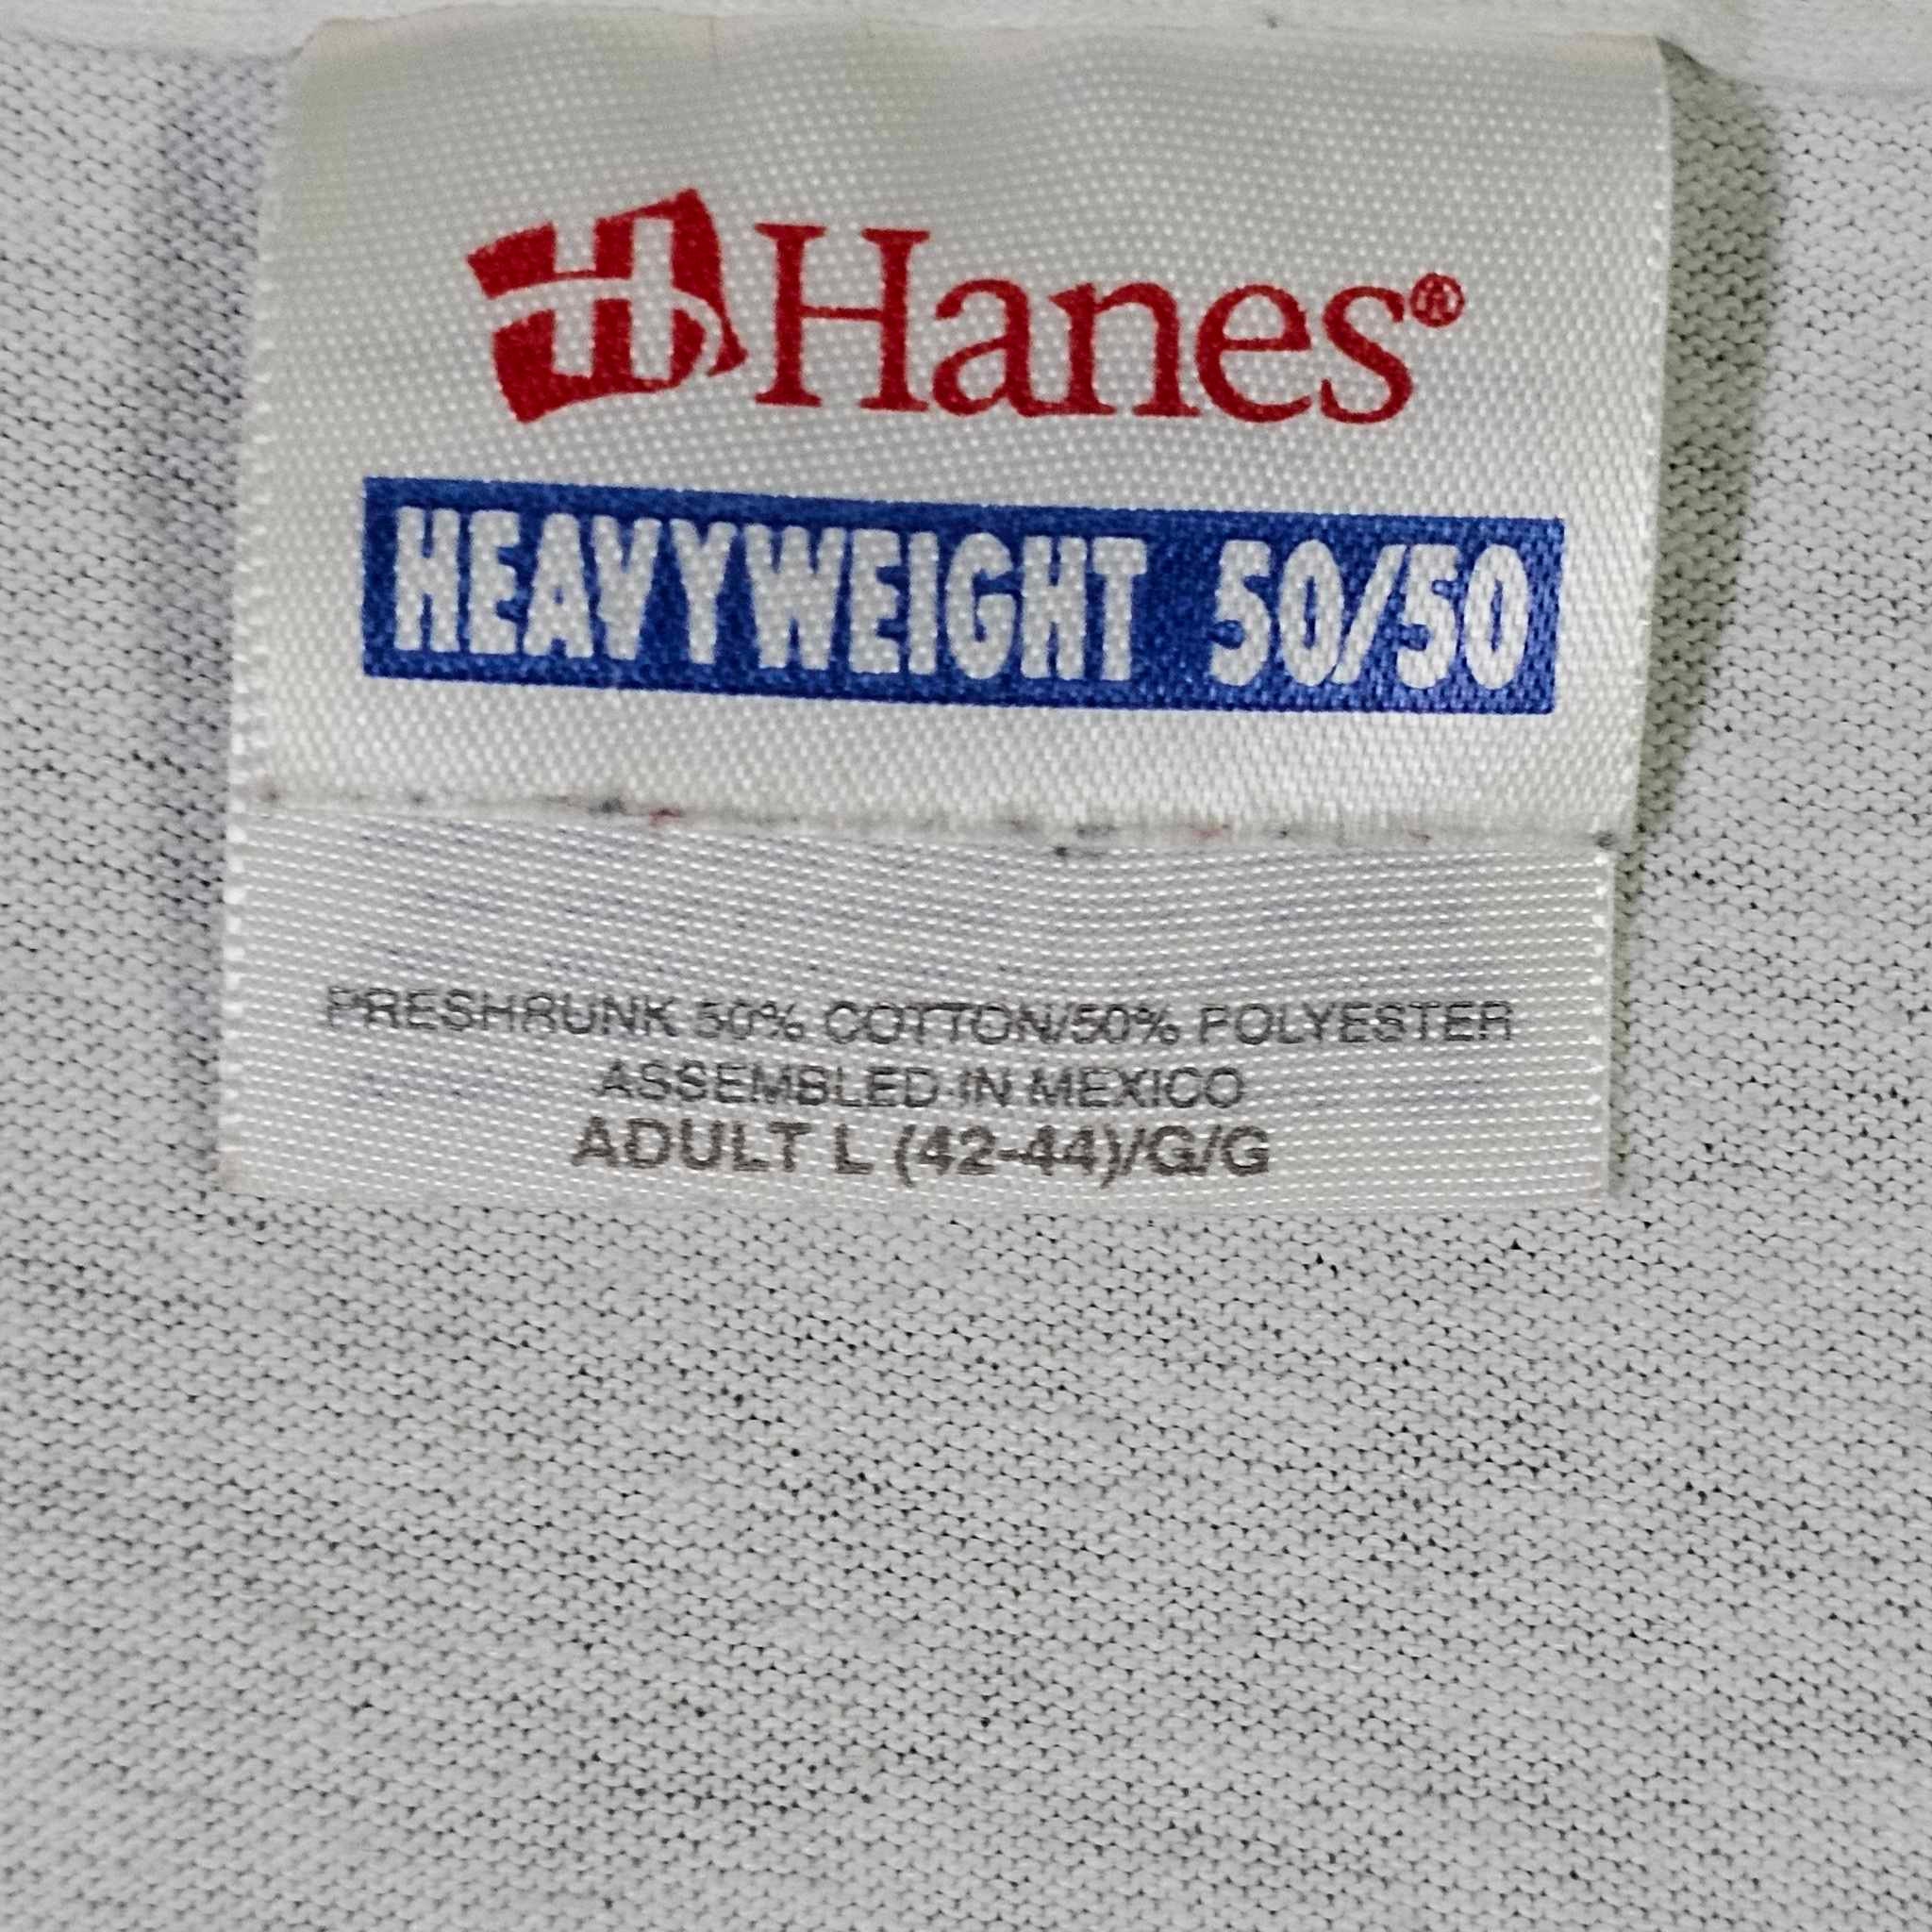 H Hanes®
HEAVYWEIGHT 50/50
PRESHRUNK 50% COTTON/50% POLYESTER
ASSEMBLED IN MEXICO
ADULT L (42-44)/G/G